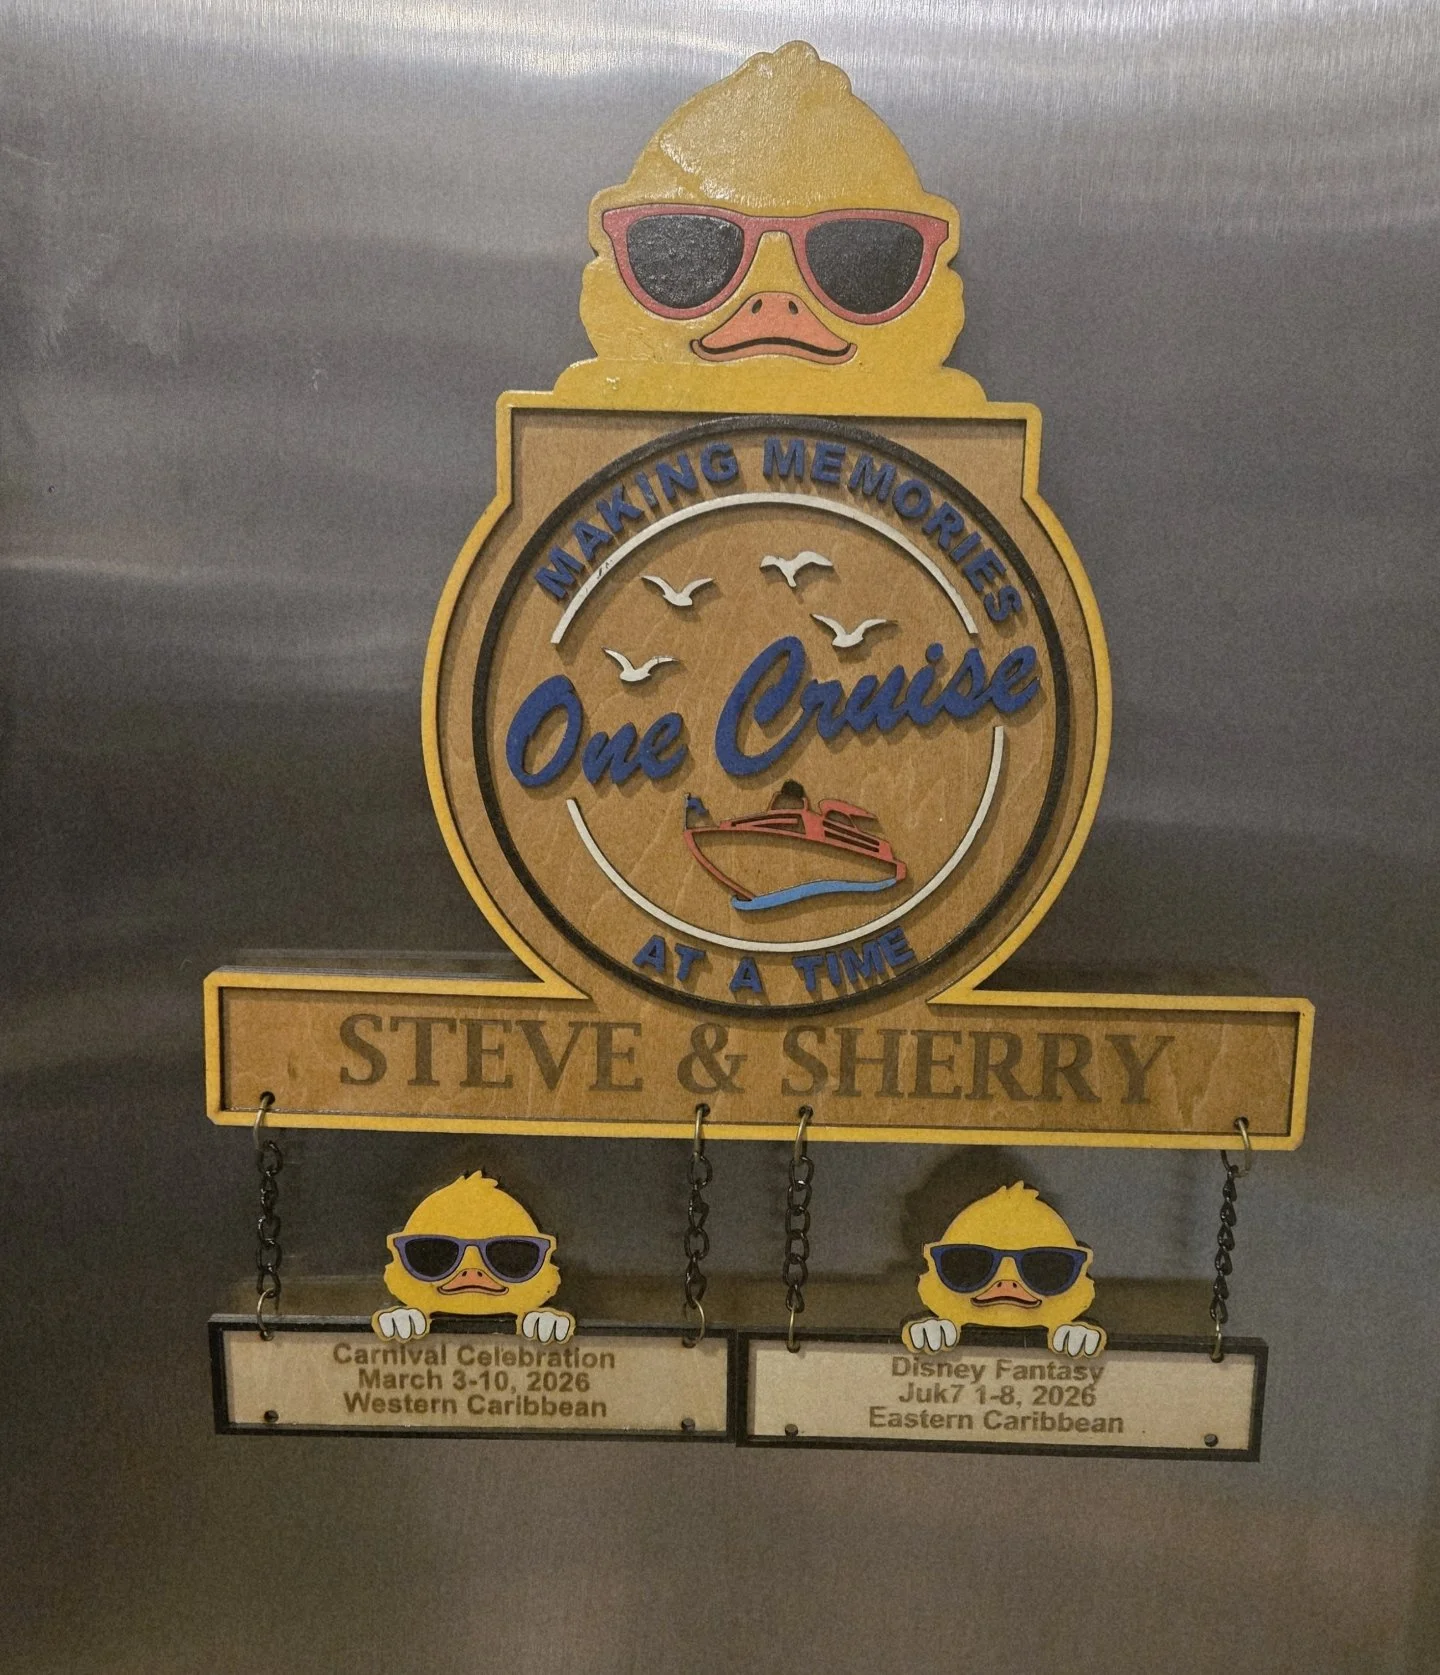 MAKING MEMORIES
One Cruise
AT A TIME
STEVE & SHERRY
Carnival Celebration
March 3-10, 2026
Western Caribbean
Disney Fantasy
Juk7 1-8, 2026
Eastern Caribbean